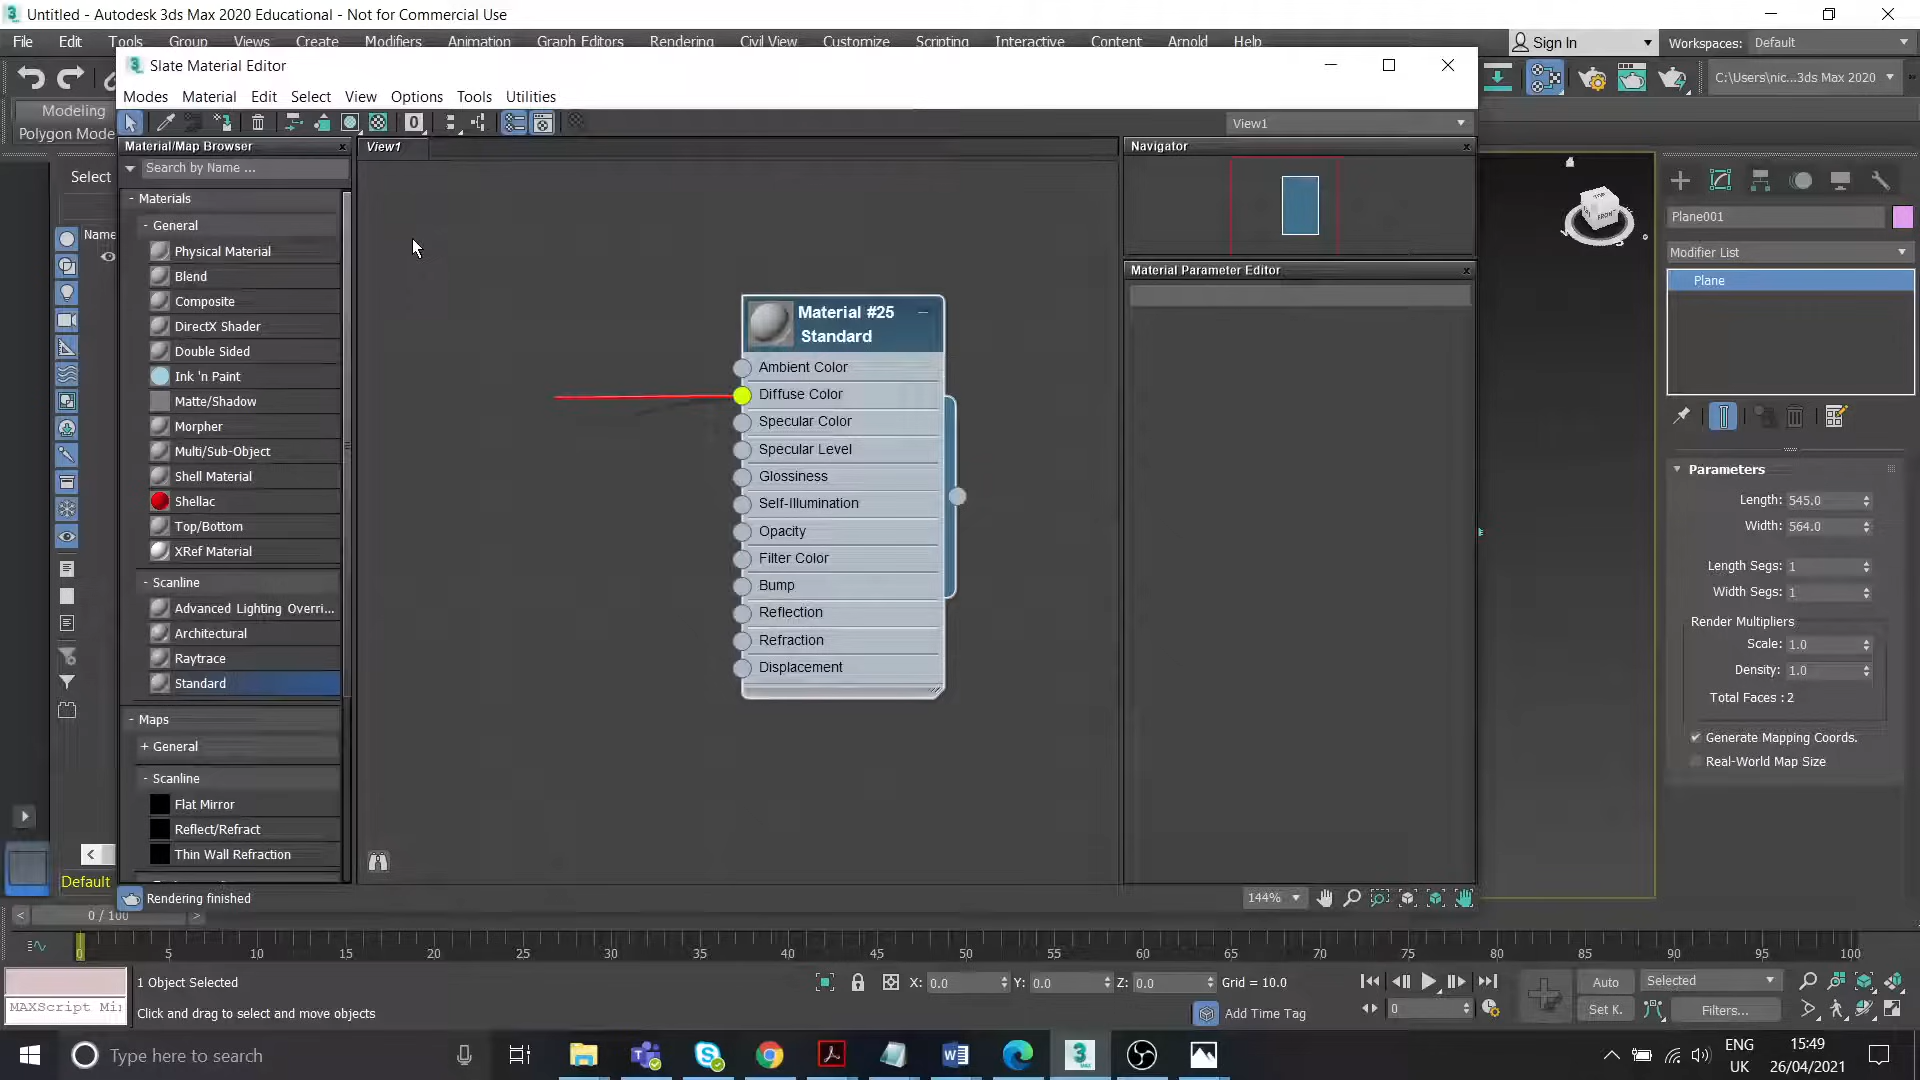 Untitled - Autodesk 3ds Max 2020 Educational - Not for Commercial Use
File Edit Tools Group Views Create Modifiers Animation Graph Editors Rendering Civil View Customize Scripting Interactive Content Arnold Help
Sign In
Workspaces: Default
Slate Material Editor
C:\Users\nic...3ds Max 2020
Modes Material Edit Select View Options Tools Utilities
Modeling
Polygon Mode
0
View1
Material/Map Browser
View1
Navigator
Search by Name ...
Select
Name
Materials
General
Physical Material
Blend
Composite
DirectX Shader
Double Sided
Ink 'n Paint
Matte/Shadow
Morpher
Multi/Sub-Object
Shell Material
Shellac
Top/Bottom
XRef Material
Scanline
Advanced Lighting Overri...
Architectural
Raytrace
Standard
Maps
+ General
- Scanline
Flat Mirror
Reflect/Refract
Thin Wall Refraction
Material #25
Standard
Ambient Color
Diffuse Color
Specular Color
Specular Level
Glossiness
Self-Illumination
Opacity
Filter Color
Bump
Reflection
Refraction
Displacement
Material Parameter Editor
TOP
FRONT
Plane001
Modifier List
Plane
Parameters
Length: 545.0
Width: 564.0
Length Segs: 1
Width Segs: 1
Render Multipliers
Scale: 1.0
Density: 1.0
Total Faces : 2
Generate Mapping Coords.
Real-World Map Size
Default
Rendering finished
144%
0 / 100
0 5 10 15 20 25 30 35 40 45 50 55 60 65 70 75 80 85 90 95 100
1 Object Selected
X: 0.0 Y: 0.0 Z: 0.0 Grid = 10.0
Auto
Selected
MAXScript Mi
Click and drag to select and move objects
Add Time Tag
0
Set K.
Filters...
Type here to search
ENG
UK
15:49
26/04/2021